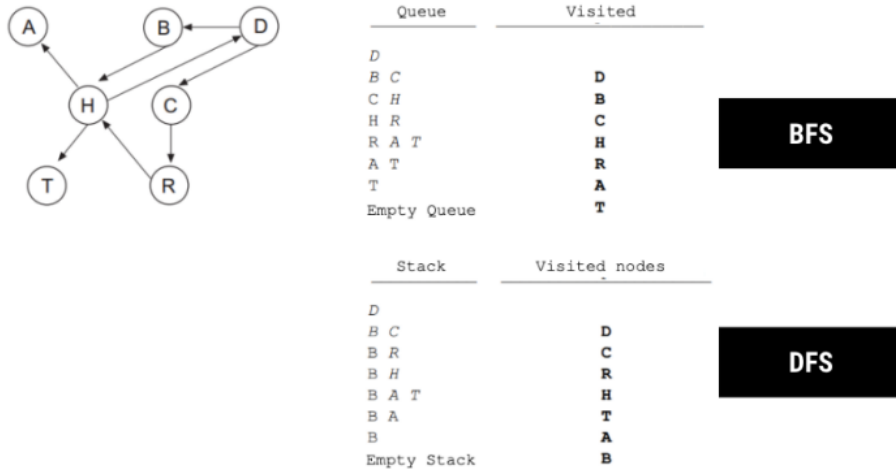 A B D
H C
T R
Queue Visited
D
B C D
C H B
H R C
R A T H
A T R
T A
Empty Queue T
BFS
Stack Visited nodes
D
B C D
B R C
B H R
B A T H
B A T
B A
Empty Stack B
DFS